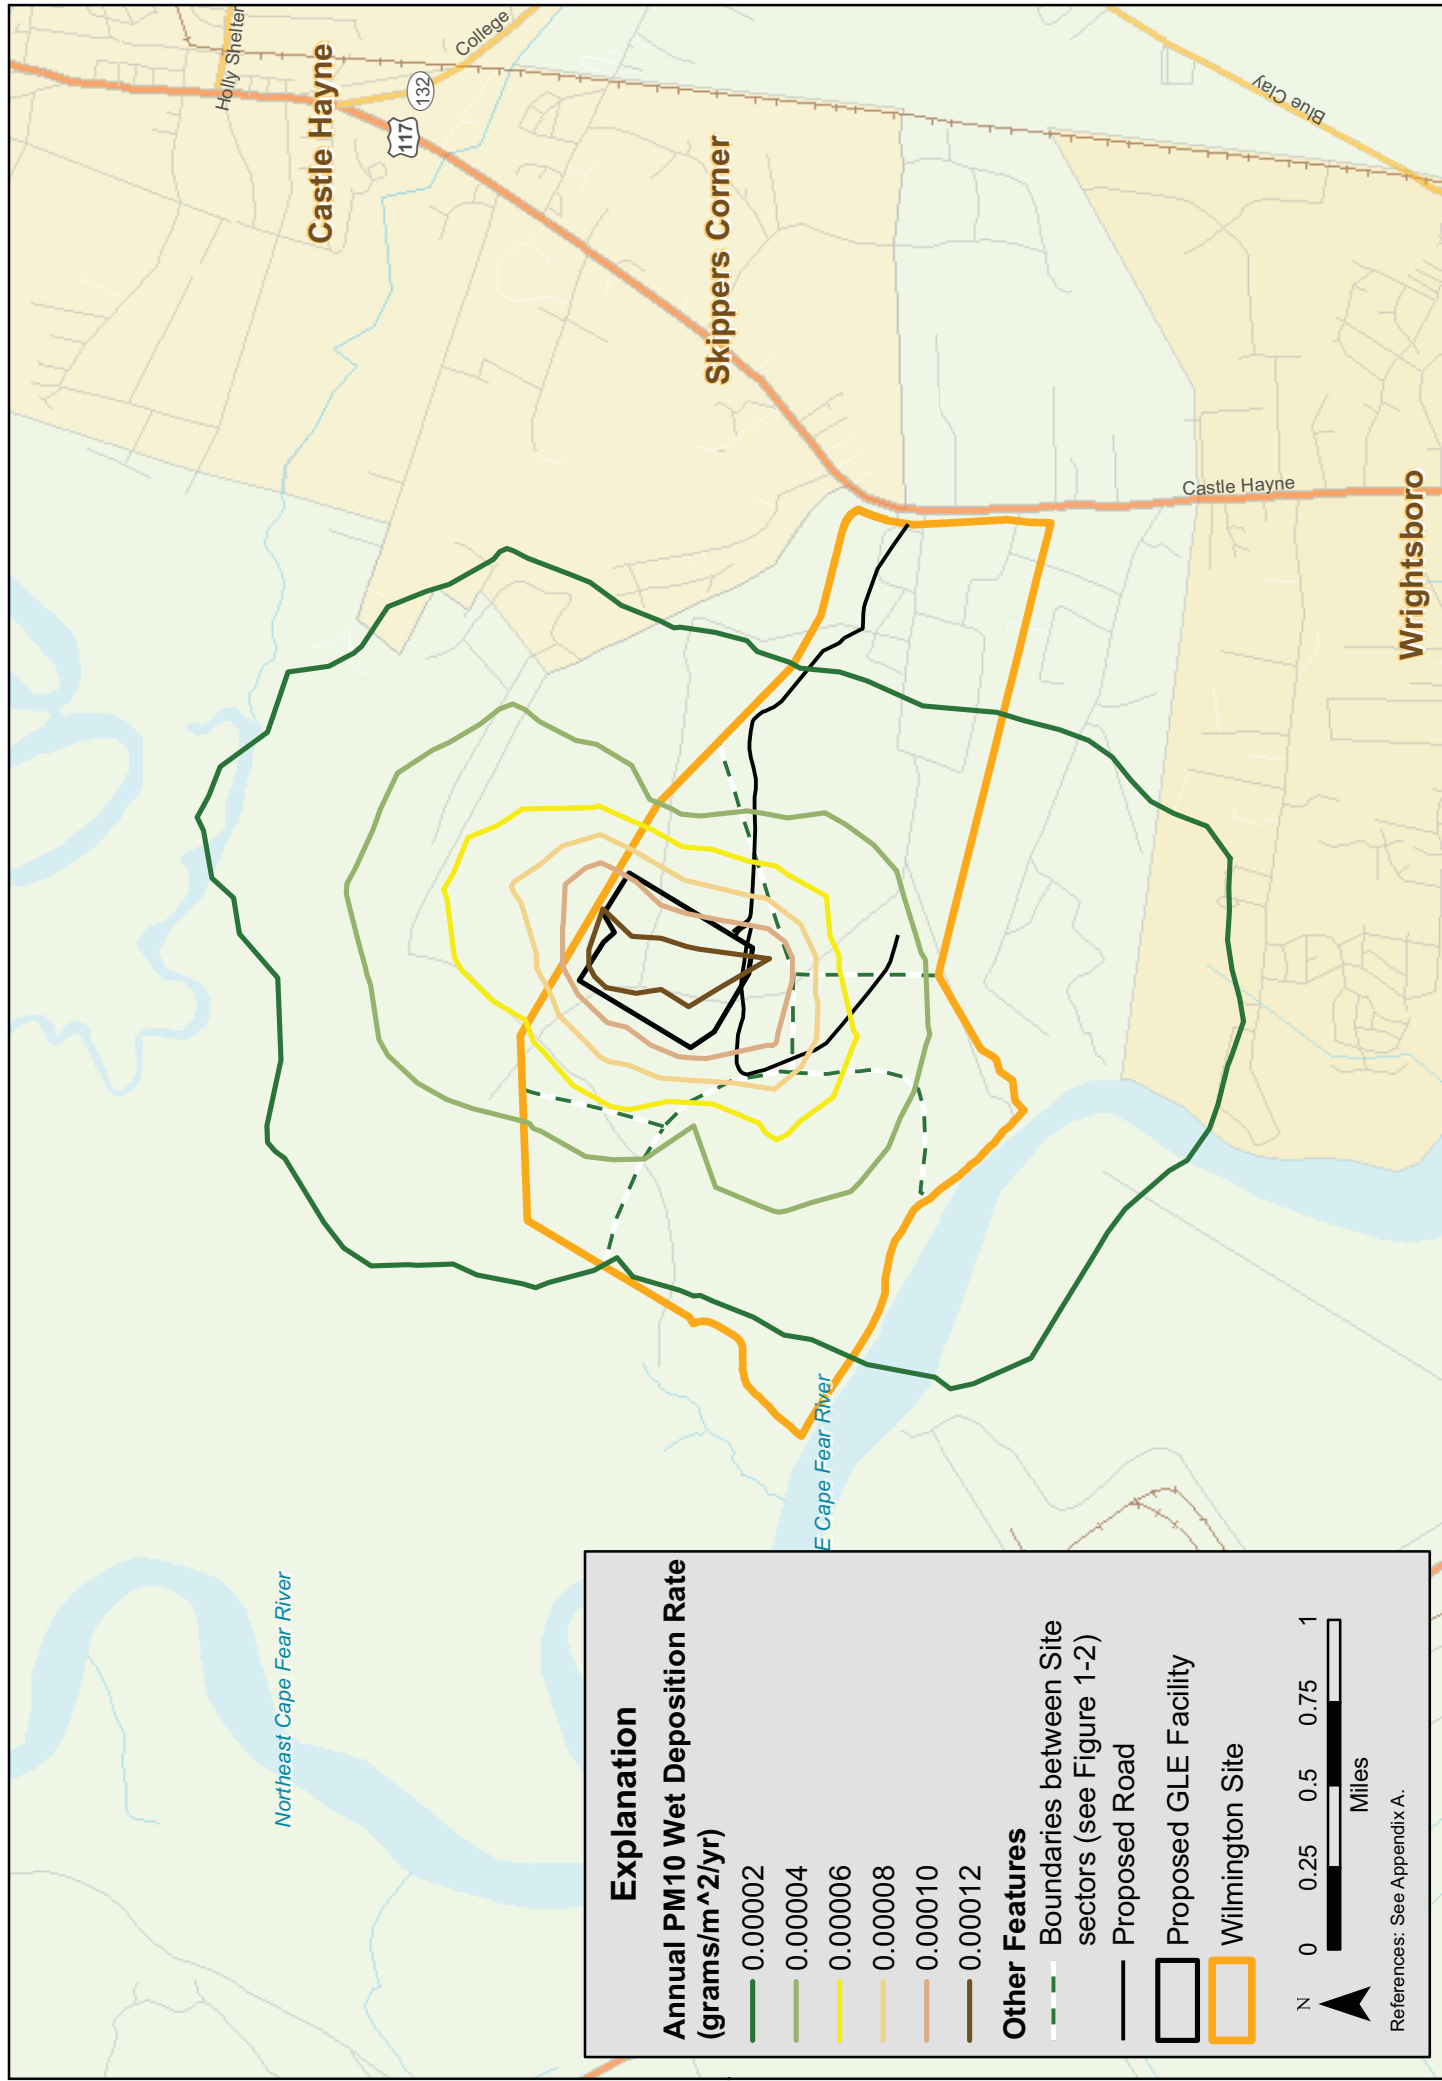 Holly Shelter
College
Castle Hayne
132
117
Blue Clay
Skippers Corner
Castle Hayne
Wrightsboro
Northeast Cape Fear River
E Cape Fear River
Explanation
Annual PM10 Wet Deposition Rate
(grams/m^2/yr)
0.00002
0.00004
0.00006
0.00008
0.00010
0.00012
Other Features
Boundaries between Site
sectors (see Figure 1-2)
Proposed Road
Proposed GLE Facility
Wilmington Site
N
0 0.25 0.5 0.75 1
Miles
References: See Appendix A.